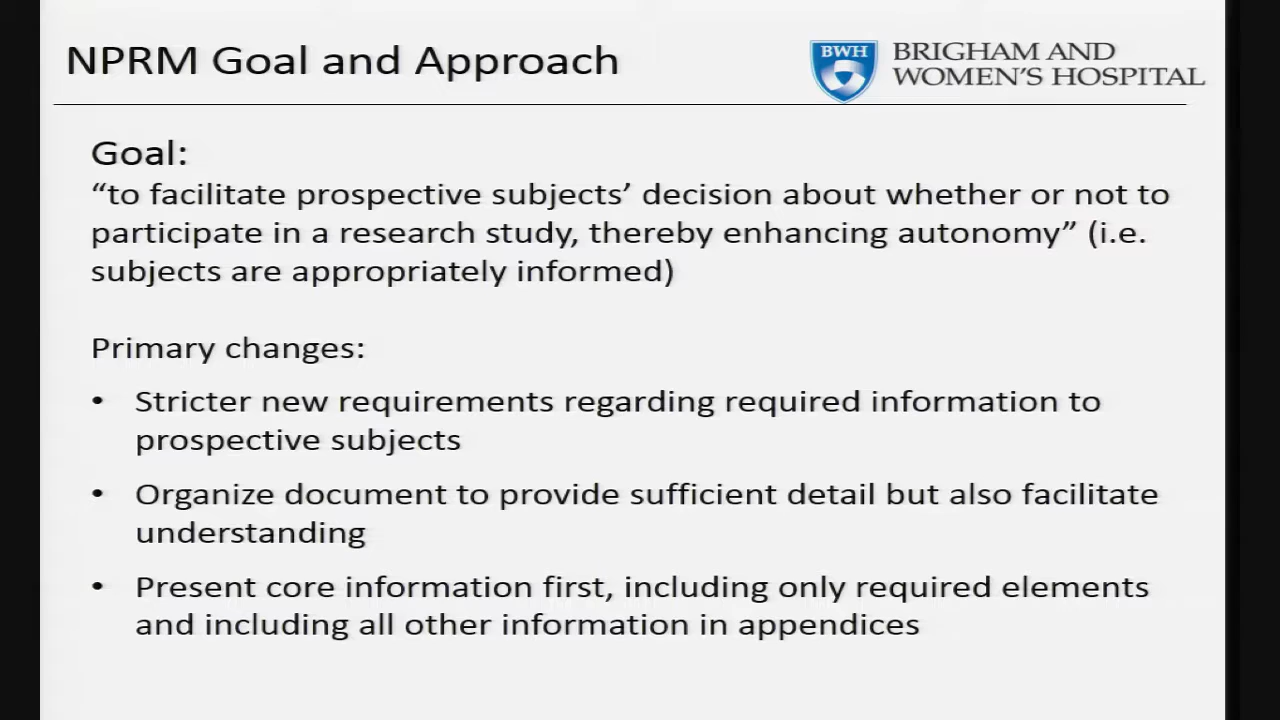 NPRM Goal and Approach
BWH
BRIGHAM AND
WOMEN'S HOSPITAL
Goal:
“to facilitate prospective subjects’ decision about whether or not to
participate in a research study, thereby enhancing autonomy” (i.e.
subjects are appropriately informed)
Primary changes:
• Stricter new requirements regarding required information to
prospective subjects
• Organize document to provide sufficient detail but also facilitate
understanding
• Present core information first, including only required elements
and including all other information in appendices